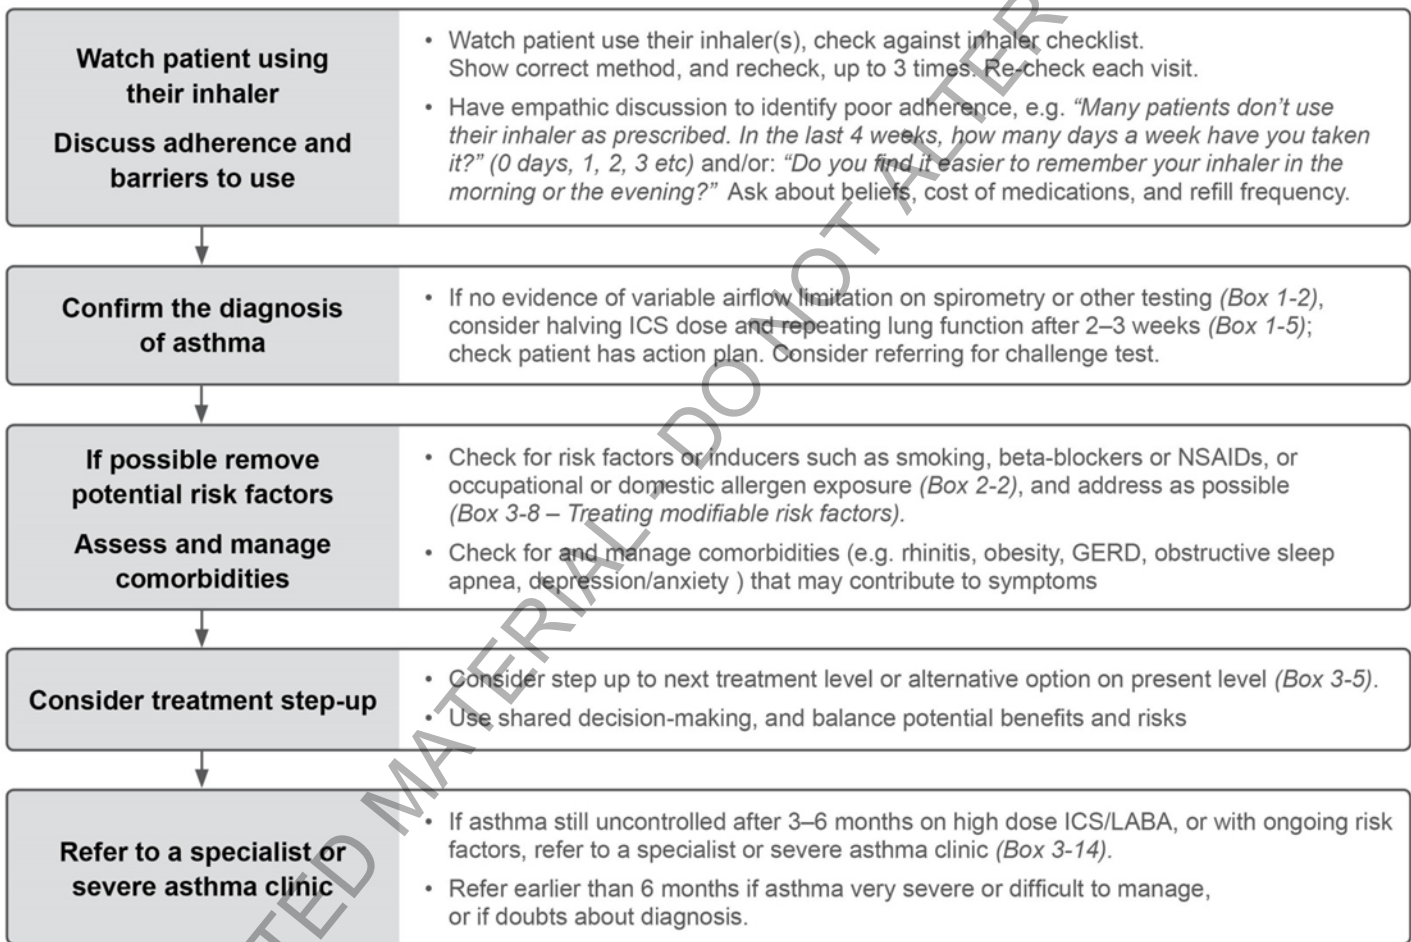 Watch patient using
their inhaler
Discuss adherence and
barriers to use
• Watch patient use their inhaler(s), check against inhaler checklist.
Show correct method, and recheck, up to 3 times. Re-check each visit.
• Have empathic discussion to identify poor adherence, e.g. “Many patients don’t use
their inhaler as prescribed. In the last 4 weeks, how many days a week have you taken
it?” (0 days, 1, 2, 3 etc) and/or: “Do you find it easier to remember your inhaler in the
morning or the evening?” Ask about beliefs, cost of medications, and refill frequency.
Confirm the diagnosis
of asthma
• If no evidence of variable airflow limitation on spirometry or other testing (Box 1-2),
consider halving ICS dose and repeating lung function after 2–3 weeks (Box 1-5);
check patient has action plan. Consider referring for challenge test.
If possible remove
potential risk factors
Assess and manage
comorbidities
• Check for risk factors or inducers such as smoking, beta-blockers or NSAIDs, or
occupational or domestic allergen exposure (Box 2-2), and address as possible
(Box 3-8 – Treating modifiable risk factors).
• Check for and manage comorbidities (e.g. rhinitis, obesity, GERD, obstructive sleep
apnea, depression/anxiety ) that may contribute to symptoms
Consider treatment step-up
• Consider step up to next treatment level or alternative option on present level (Box 3-5).
• Use shared decision-making, and balance potential benefits and risks
Refer to a specialist or
severe asthma clinic
• If asthma still uncontrolled after 3–6 months on high dose ICS/LABA, or with ongoing risk
factors, refer to a specialist or severe asthma clinic (Box 3-14).
• Refer earlier than 6 months if asthma very severe or difficult to manage,
or if doubts about diagnosis.
TED MATERIAL - DO NOT ALTER